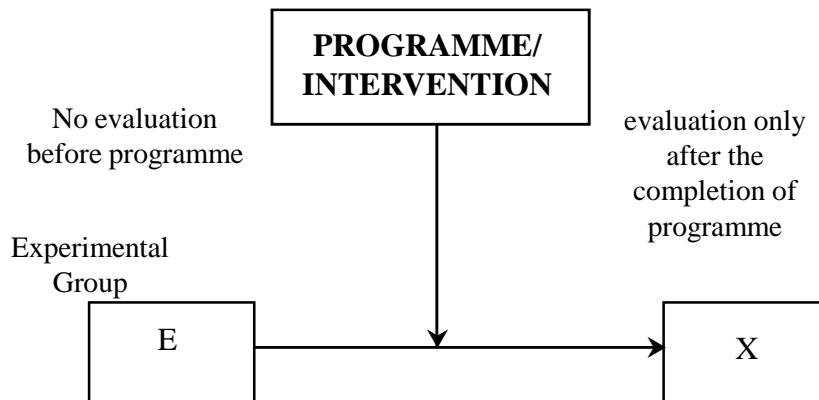 PROGRAMME/
INTERVENTION
No evaluation
before programme
evaluation only
after the
completion of
programme
Experimental
Group
E
X